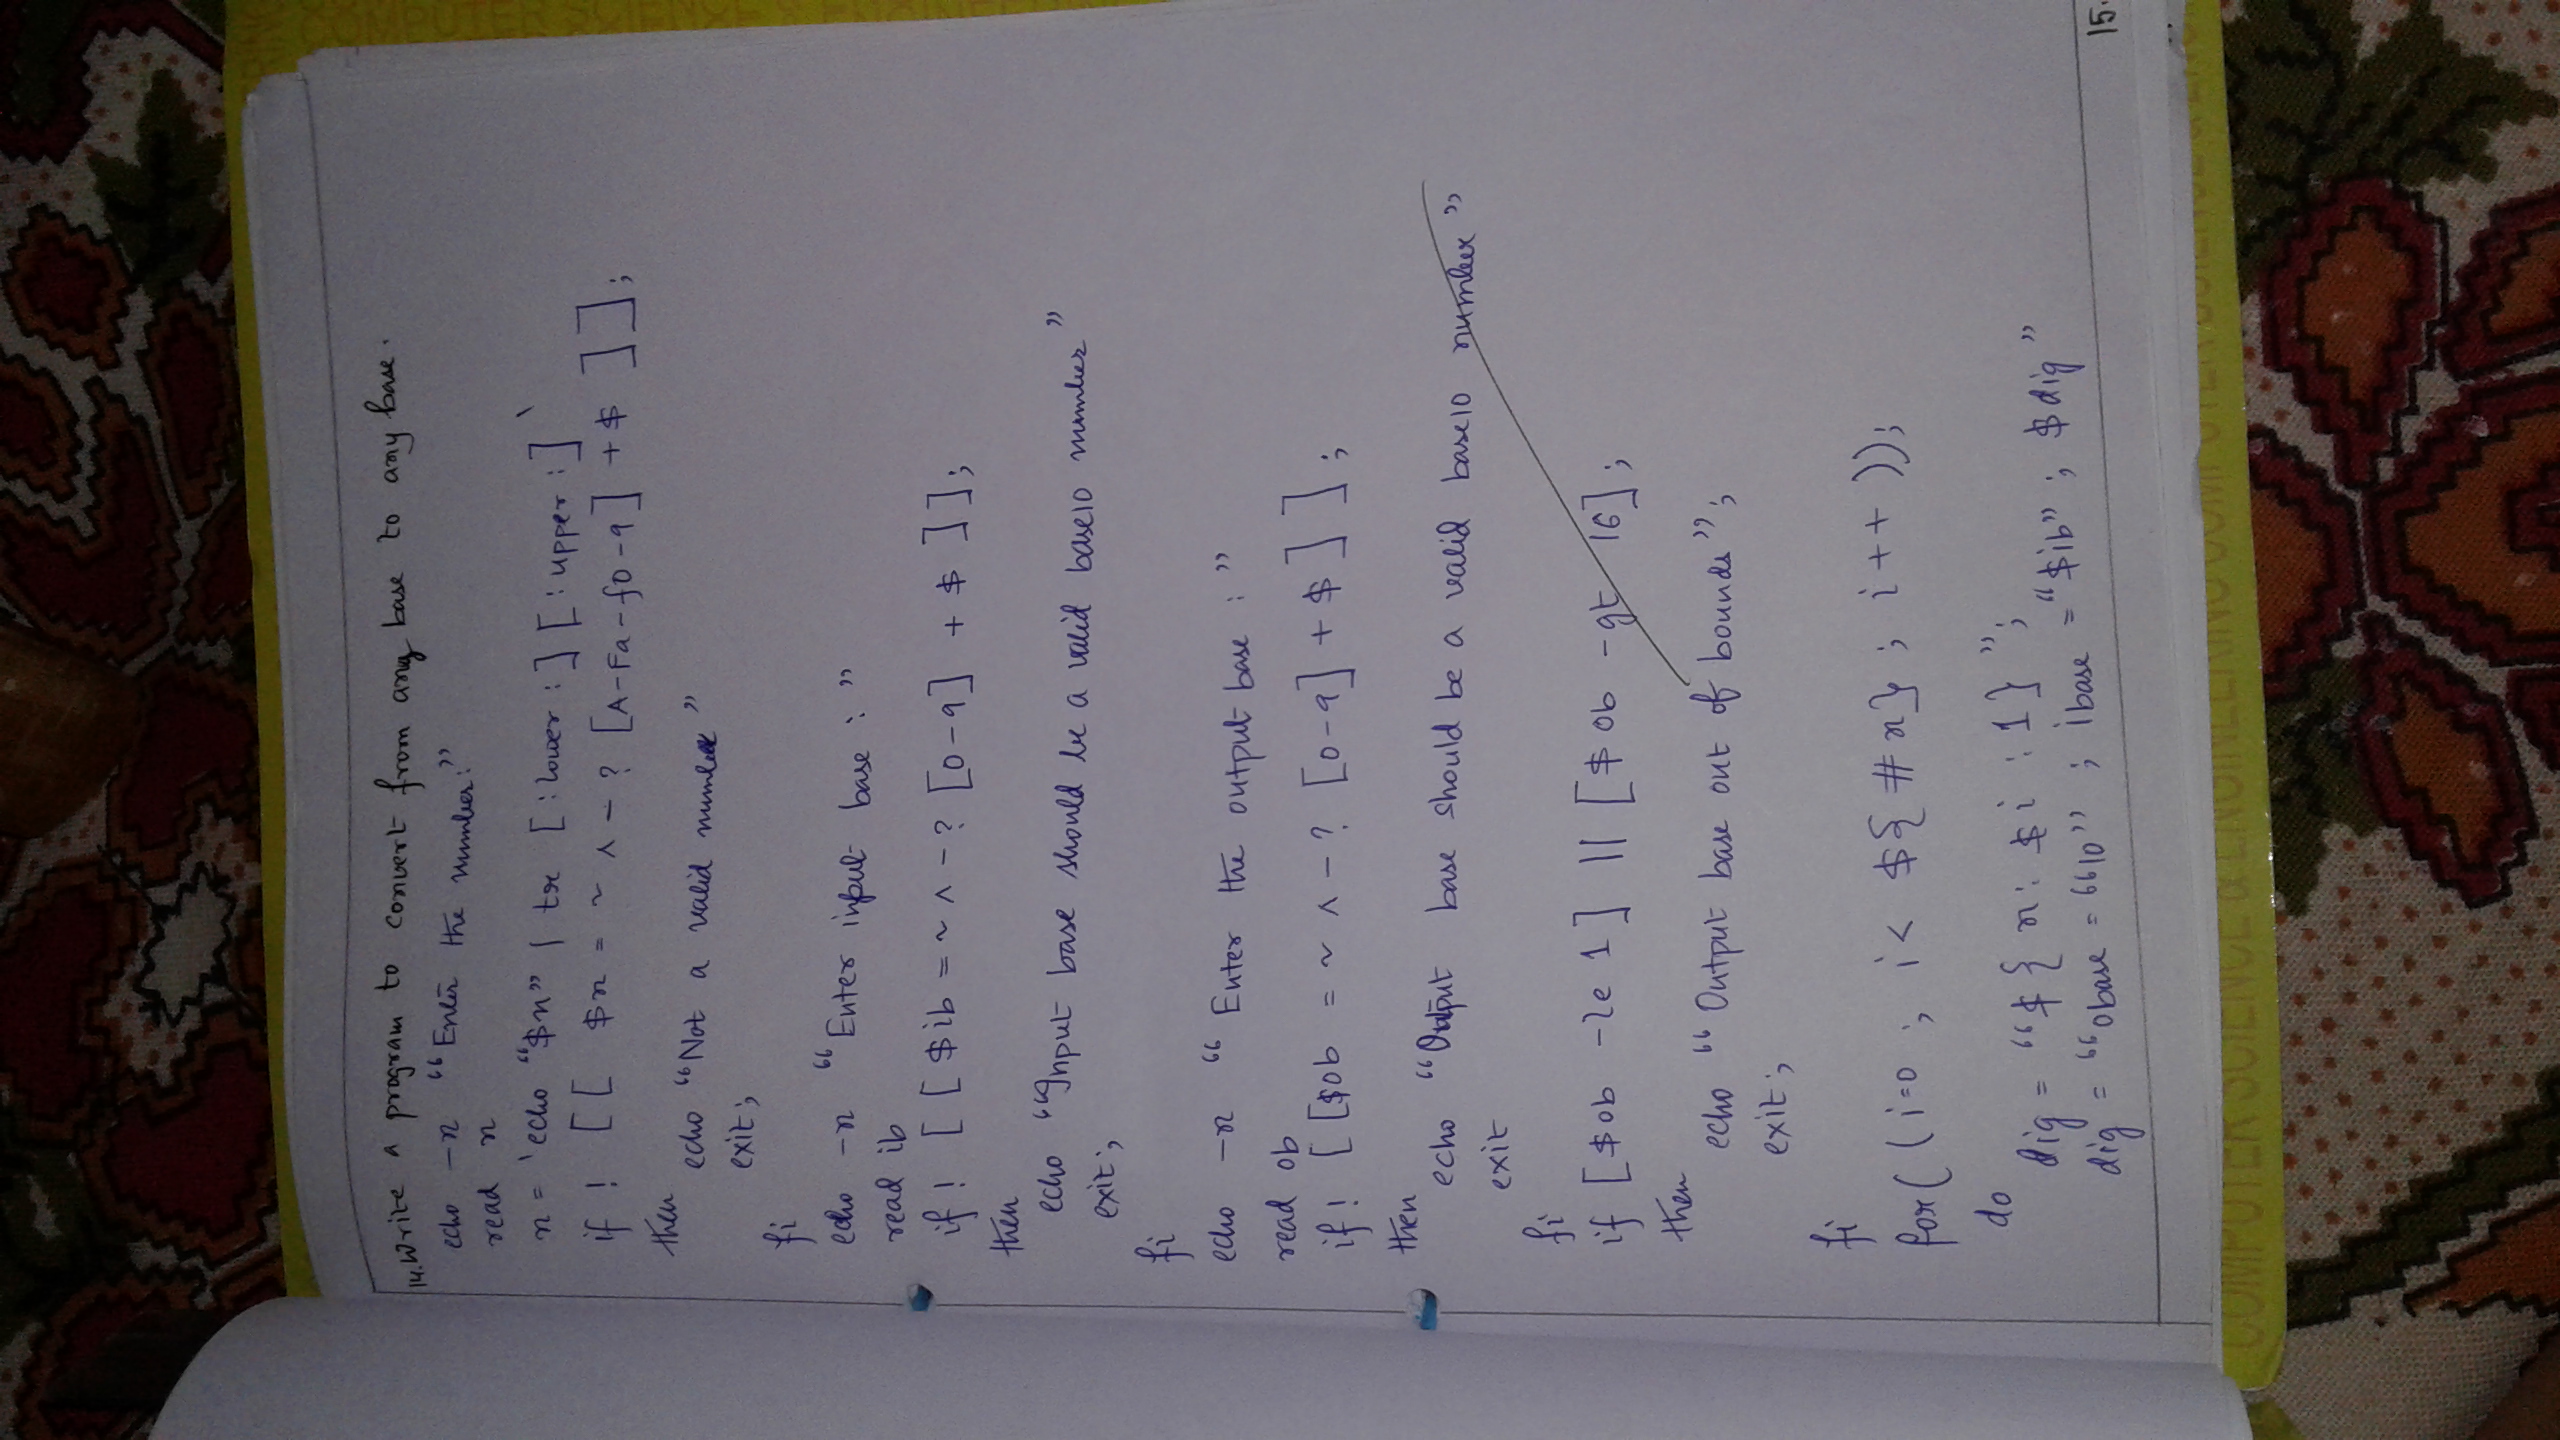 14. Write a program to convert from any base to any base.
echo -n "Enter the number:"
read n
n = 'echo "$n" | tr [:lower:] [:upper:]`
if ! [[ $n = ~ ^ - ? [A-Fa-f0-9] + $ ]];
then
echo "Not a valid number"
exit;
fi
echo -n "Enter input base : "
read ib
if ! [[ $ib = ~ ^ - ? [0-9] + $ ]];
then
echo "Input base should be a valid base10 number"
exit;
fi
echo -n "Enter the output base : "
read ob
if ! [[ $ob = ~ ^ - ? [0-9] + $ ]];
then
echo "Output base should be a valid base10 number"
exit
fi
if [$ob -le 1] || [$ob -gt 16];
then
echo "Output base out of bounds";
exit;
fi
for((i=0 ; i< ${#n} ; i++ ));
do
dig = "${n: $i :1}";
dig = "obase = "10" ; ibase = "$ib" ; $dig"
15.
COMPUTER SCIENCE & ENGINEERING COMPUTER SCIENCE &